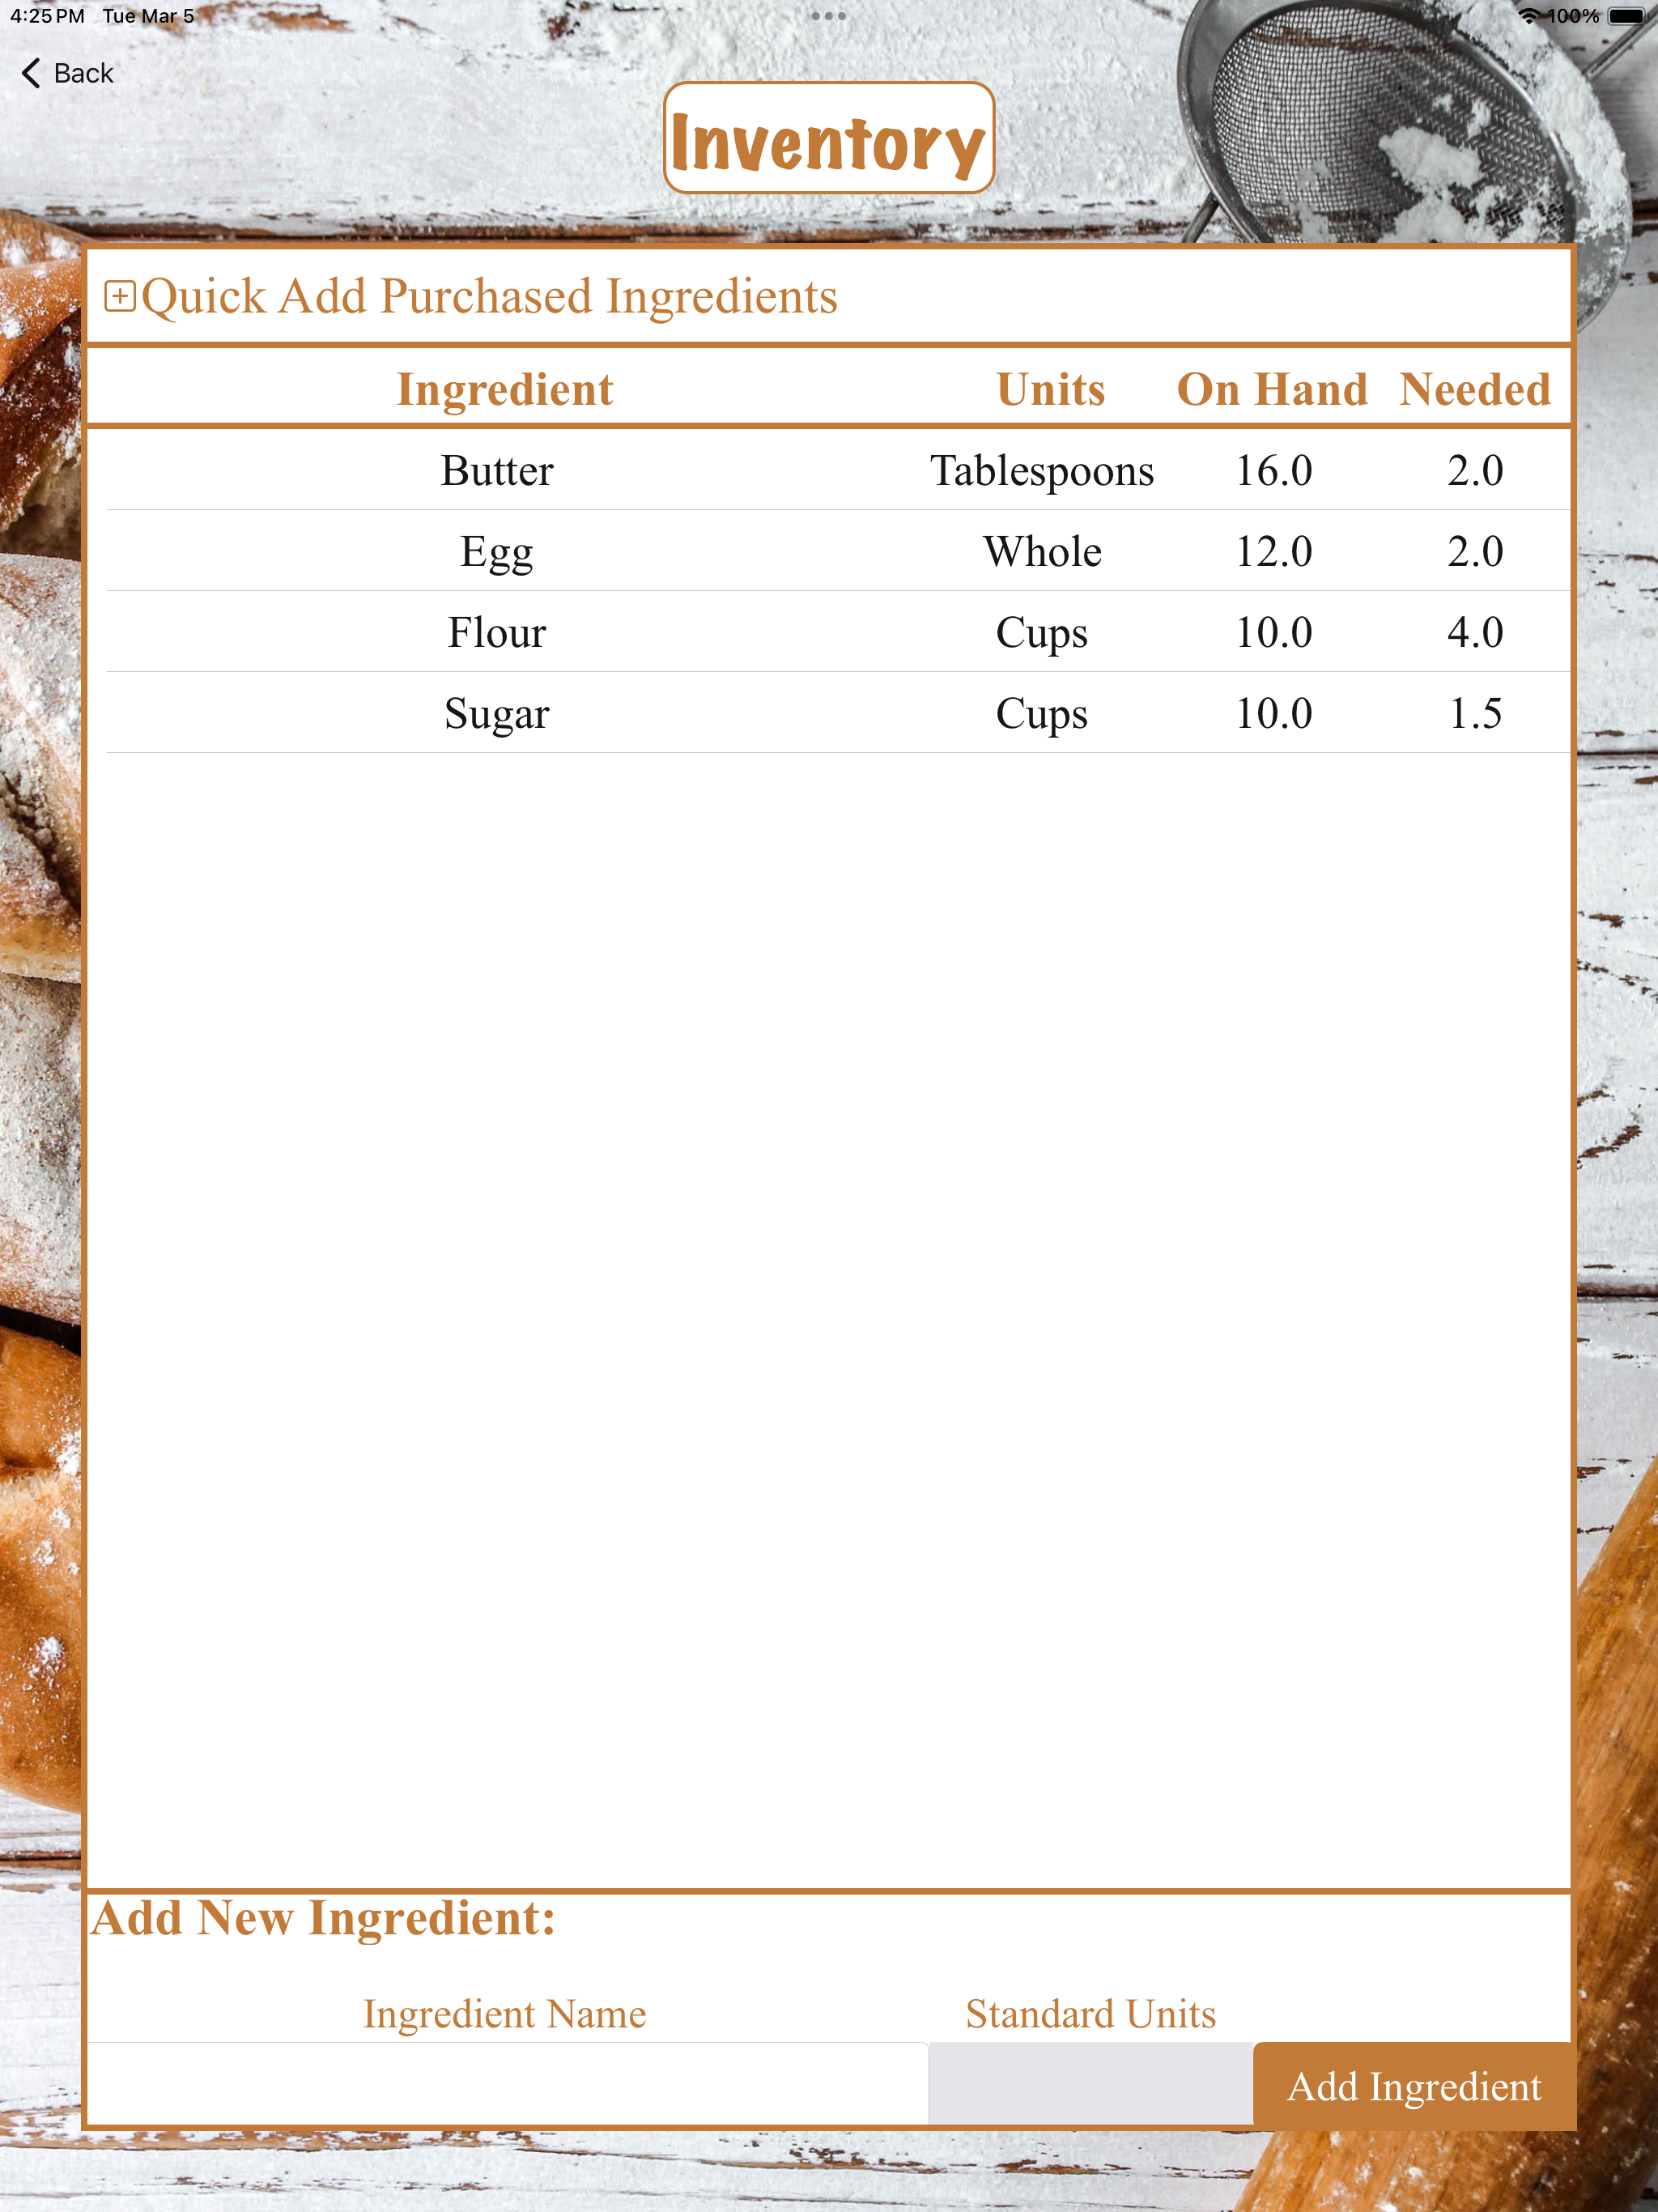 4:25 PM Tue Mar 5 100%
Back
Inventory
Quick Add Purchased Ingredients
Ingredient Units On Hand Needed
Butter Tablespoons 16.0 2.0
Egg Whole 12.0 2.0
Flour Cups 10.0 4.0
Sugar Cups 10.0 1.5
Add New Ingredient:
Ingredient Name Standard Units
Add Ingredient